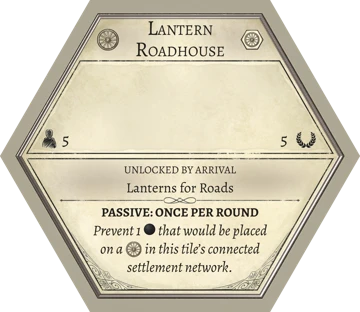 LANTERN
ROADHOUSE
5 5
UNLOCKED BY ARRIVAL
Lanterns for Roads
PASSIVE: ONCE PER ROUND
Prevent 1 that would be placed
on a in this tile's connected
settlement network.